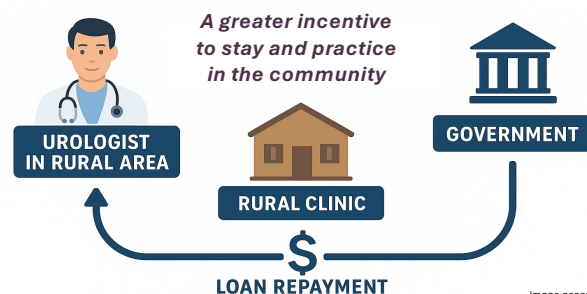 A greater incentive
to stay and practice
in the community
UROLOGIST
IN RURAL AREA
GOVERNMENT
RURAL CLINIC
$
LOAN REPAYMENT